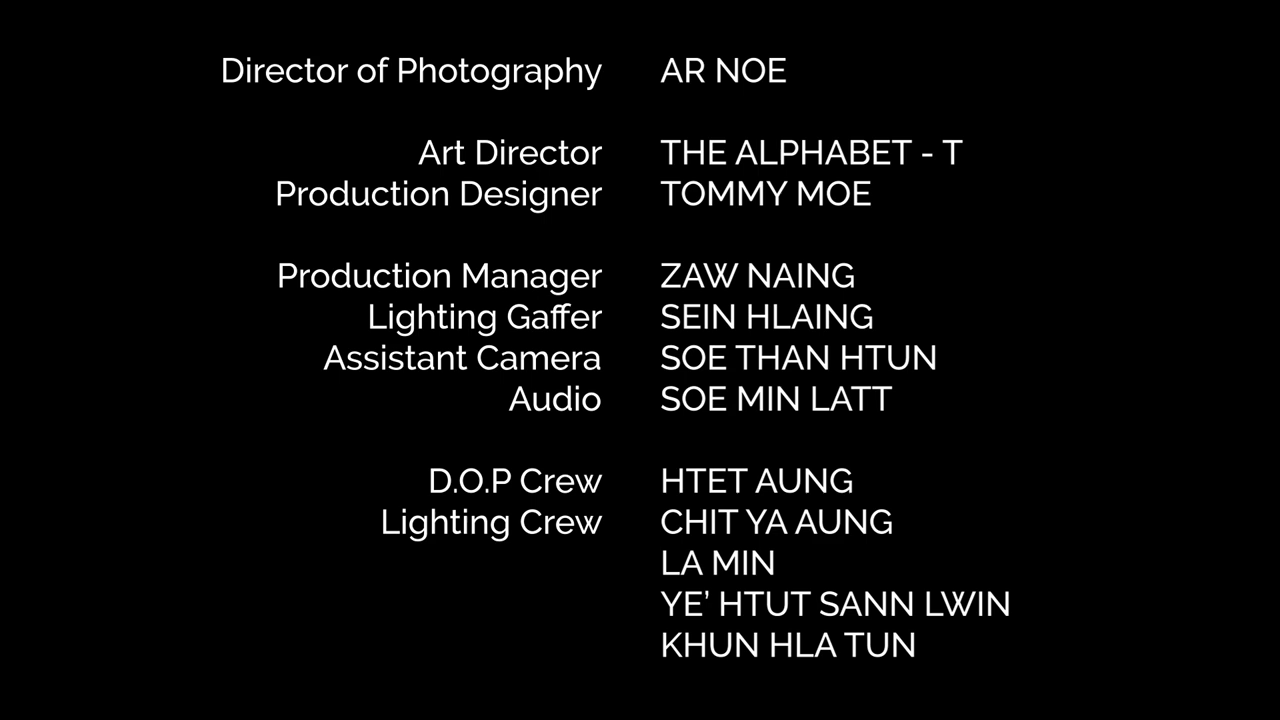 Director of Photography AR NOE
Art Director THE ALPHABET - T
Production Designer TOMMY MOE
Production Manager ZAW NAING
Lighting Gaffer SEIN HLAING
Assistant Camera SOE THAN HTUN
Audio SOE MIN LATT
D.O.P Crew HTET AUNG
Lighting Crew CHIT YA AUNG
LA MIN
YE’ HTUT SANN LWIN
KHUN HLA TUN